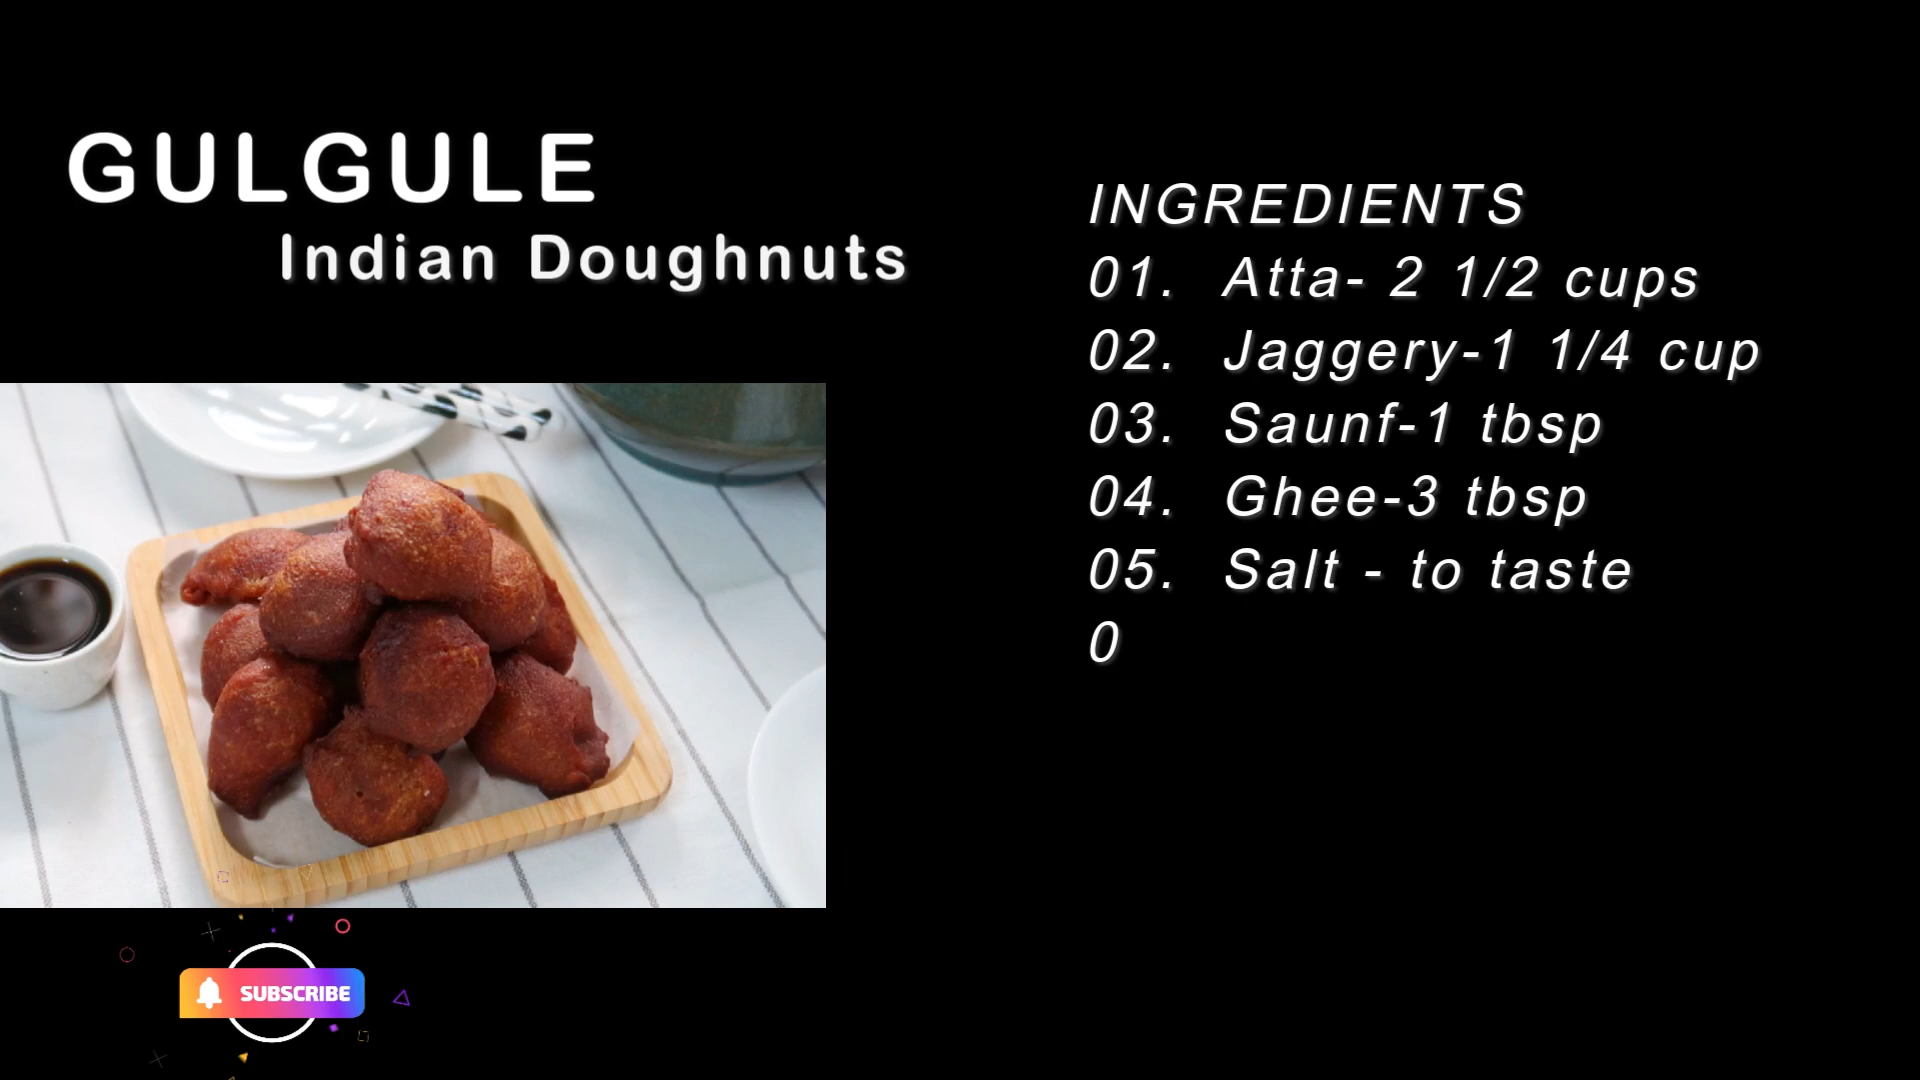 GULGULE
Indian Doughnuts
INGREDIENTS
01. Atta- 2 1/2 cups
02. Jaggery-1 1/4 cup
03. Saunf-1 tbsp
04. Ghee-3 tbsp
05. Salt - to taste
0
SUBSCRIBE